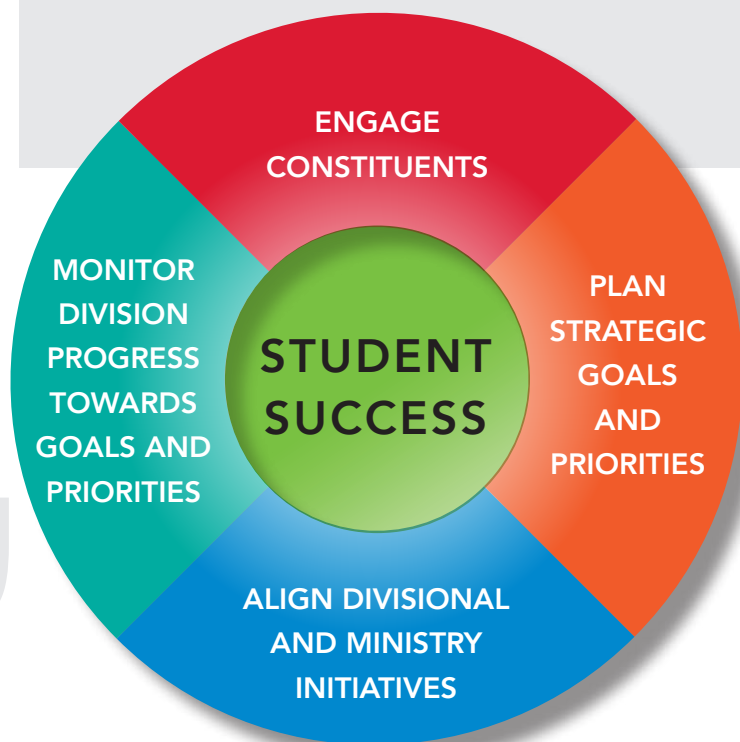 ENGAGE
CONSTITUENTS
PLAN
STRATEGIC
GOALS
AND
PRIORITIES
ALIGN DIVISIONAL
AND MINISTRY
INITIATIVES
MONITOR
DIVISION
PROGRESS
TOWARDS
GOALS AND
PRIORITIES
STUDENT
SUCCESS